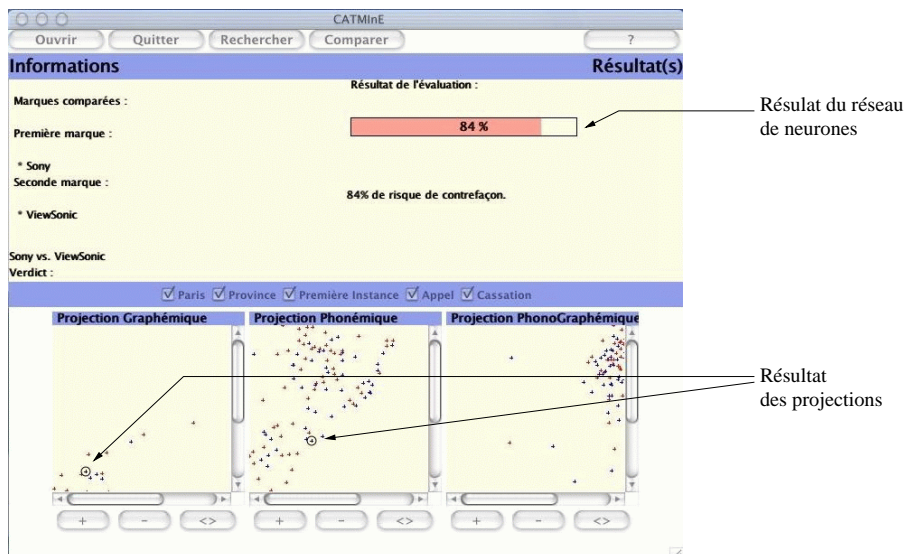 CATMInE
Ouvrir Quitter Rechercher Comparer ?
Informations Résultat(s)
Résultat de l'évaluation :
Marques comparées :
84 %
Résulat du réseau
de neurones
Première marque :
* Sony
Seconde marque :
84% de risque de contrefaçon.
* ViewSonic
Sony vs. ViewSonic
Verdict :
Paris Province Première Instance Appel Cassation
Projection Graphémique Projection Phonémique Projection PhonoGraphémique
Résultat
des projections
+ - <> + - <> + - <>